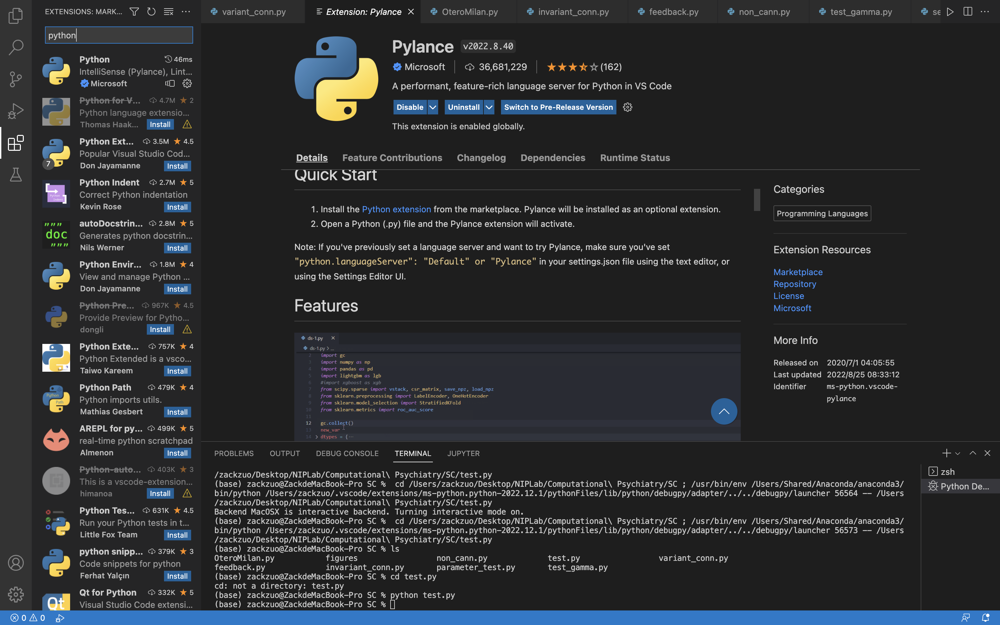 EXTENSIONS: MARK...
python
Python 46ms
IntelliSense (Pylance), Lint...
Microsoft
Python for V... 4.7M 2
Python language extensio...
Thomas Haak... Install
Python Ext... 3.5M 4.5
Popular Visual Studio Cod...
7
Don Jayamanne Install
Python Indent 2.7M 5
Correct Python indentation
Kevin Rose Install
Python
Indent
autoDocstrin... 2.8M 5
Generates python docstrin...
Nils Werner Install
"""
doc
"""
Python Envir... 1.8M 4
View and manage Python ...
Don Jayamanne Install
Python Pre... 967K 4.5
Provide Preview for Pytho...
dongli Install
Python Exte... 757K 4
Python Extended is a vsco...
Taiwo Kareem Install
Python Path 479K 4
Python imports utils.
Mathias Gesbert Install
Python
Path
AREPL for py... 499K 5
real-time python scratchpad
Almenon Install
Python-auto... 403K 3
This is a vscode-extension...
himanoa Install
Python Tes... 631K 4.5
Run your Python tests in t...
Little Fox Team Install
python snipp... 379K 3
Code snippets for python
Ferhat Yalçın Install
Qt for Python 332K 5
Visual Studio Code extensi...
Qt
variant_conn.py Extension: Pylance OteroMilan.py invariant_conn.py feedback.py non_cann.py test_gamma.py se
Pylance v2022.8.40
Microsoft 36,681,229 (162)
A performant, feature-rich language server for Python in VS Code
Disable Uninstall Switch to Pre-Release Version
This extension is enabled globally.
Details Feature Contributions Changelog Dependencies Runtime Status
Quick Start
1. Install the Python extension from the marketplace. Pylance will be installed as an optional extension.
2. Open a Python (.py) file and the Pylance extension will activate.
Note: If you've previously set a language server and want to try Pylance, make sure you've set
"python.languageServer": "Default" or "Pylance" in your settings.json file using the text editor, or
using the Settings Editor UI.
Features
ds-1.py
ds-1.py > ...
2 import gc
3 import numpy as np
4 import pandas as pd
5 import lightgbm as lgb
6 #import xgboost as xgb
7 from scipy.sparse import vstack, csr_matrix, save_npz, load_npz
8 from sklearn.preprocessing import LabelEncoder, OneHotEncoder
9 from sklearn.model_selection import StratifiedKFold
10 from sklearn.metrics import roc_auc_score
11
12 gc.collect()
13 new_var
14 > dtypes = {...
Categories
Programming Languages
Extension Resources
Marketplace
Repository
License
Microsoft
More Info
Released on 2020/7/1 04:05:55
Last updated 2022/8/25 08:33:12
Identifier ms-python.vscode-
pylance
PROBLEMS OUTPUT DEBUG CONSOLE TERMINAL JUPYTER
/zackzuo/Desktop/NIPLab/Computational\ Psychiatry/SC/test.py
(base) zackzuo@ZackdeMacBook-Pro SC %  cd /Users/zackzuo/Desktop/NIPLab/Computational\ Psychiatry/SC ; /usr/bin/env /Users/Shared/Anaconda/anaconda3/
bin/python /Users/zackzuo/.vscode/extensions/ms-python.python-2022.12.1/pythonFiles/lib/python/debugpy/adapter/../../debugpy/launcher 56564 -- /Users
/zackzuo/Desktop/NIPLab/Computational\ Psychiatry/SC/test.py
Backend MacOSX is interactive backend. Turning interactive mode on.
(base) zackzuo@ZackdeMacBook-Pro SC %  cd /Users/zackzuo/Desktop/NIPLab/Computational\ Psychiatry/SC ; /usr/bin/env /Users/Shared/Anaconda/anaconda3/
bin/python /Users/zackzuo/.vscode/extensions/ms-python.python-2022.12.1/pythonFiles/lib/python/debugpy/adapter/../../debugpy/launcher 56573 -- /Users
/zackzuo/Desktop/NIPLab/Computational\ Psychiatry/SC/test.py
(base) zackzuo@ZackdeMacBook-Pro SC % ls
OteroMilan.py figures non_cann.py test.py variant_conn.py
feedback.py invariant_conn.py parameter_test.py test_gamma.py
(base) zackzuo@ZackdeMacBook-Pro SC % cd test.py
cd: not a directory: test.py
(base) zackzuo@ZackdeMacBook-Pro SC % python test.py
(base) zackzuo@ZackdeMacBook-Pro SC %
zsh
Python De...
0 0